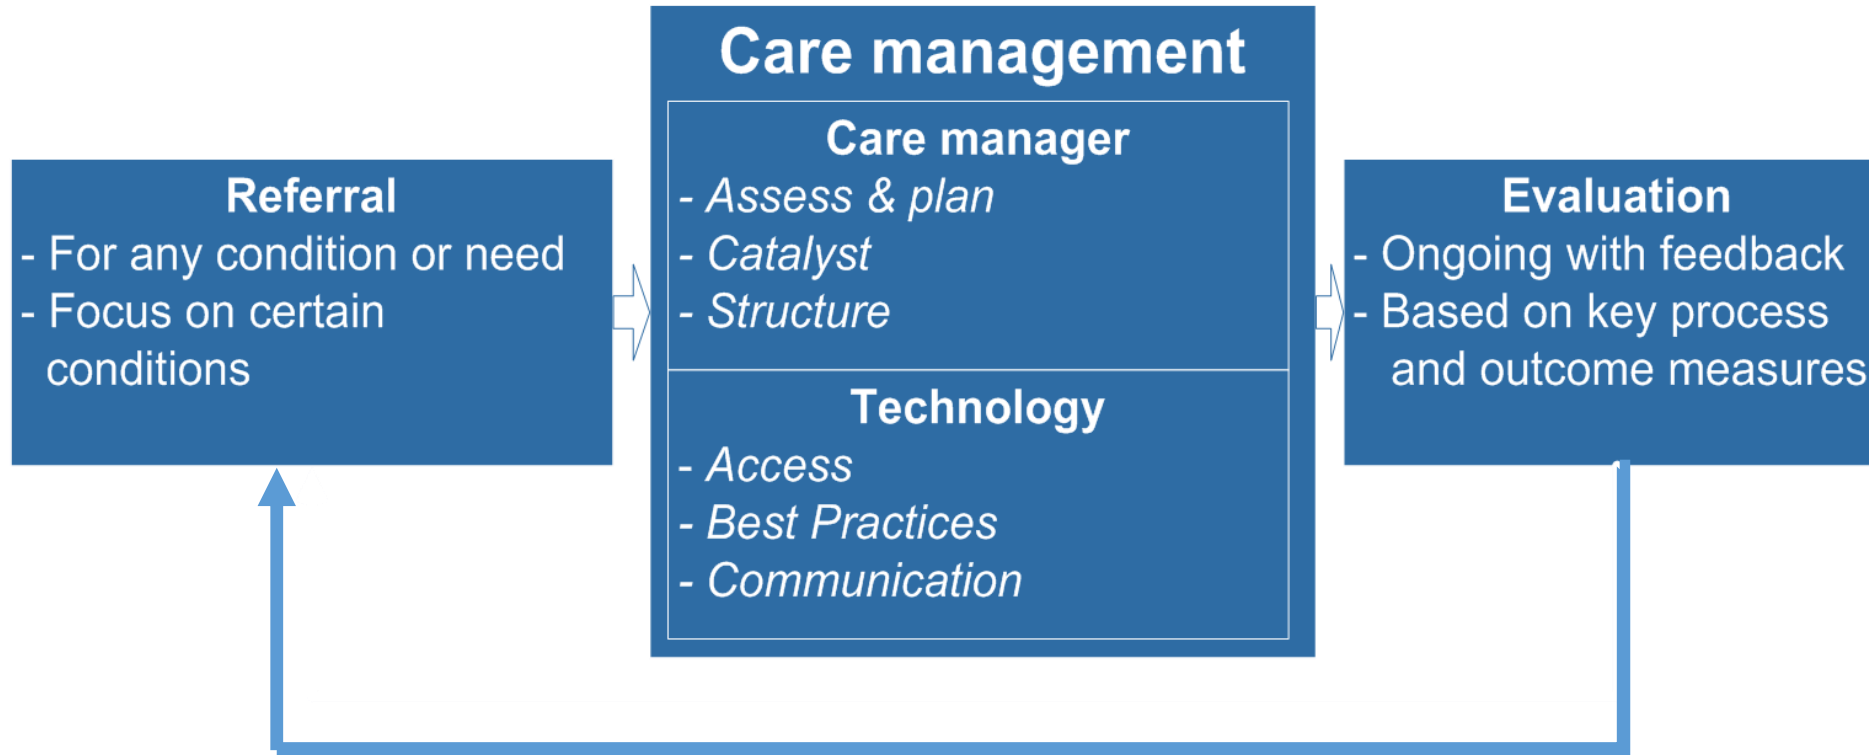 Care management
Care manager
- Assess & plan
- Catalyst
- Structure
Technology
- Access
- Best Practices
- Communication
Referral
- For any condition or need
- Focus on certain
conditions
Evaluation
- Ongoing with feedback
- Based on key process
and outcome measures